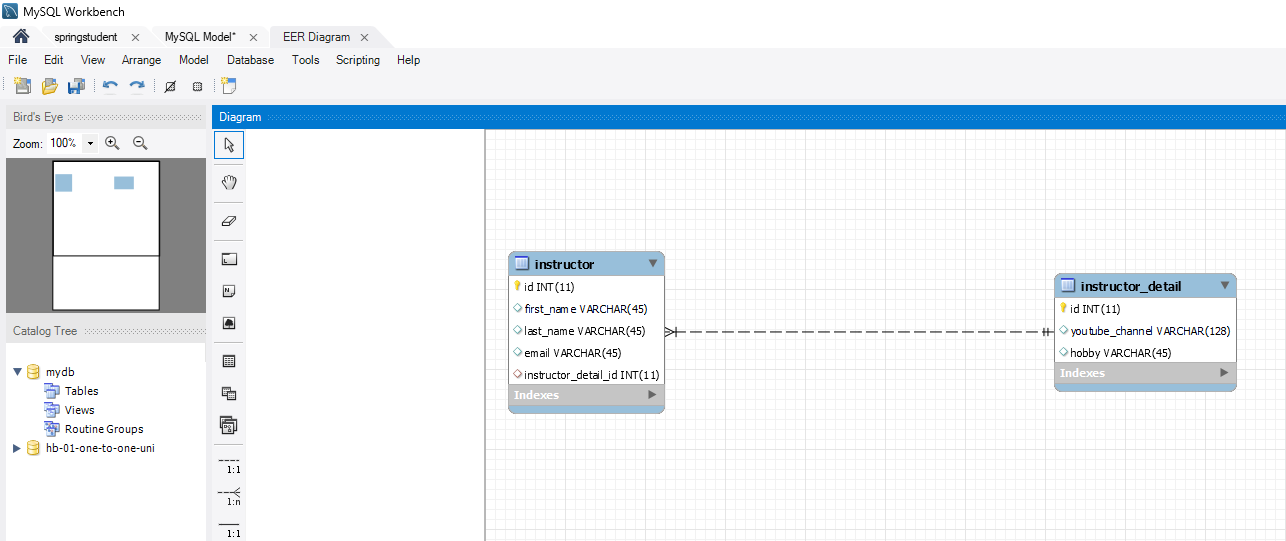 MySQL Workbench
springstudent
MySQL Model*
EER Diagram
File Edit View Arrange Model Database Tools Scripting Help
Bird's Eye
Zoom: 100%
Catalog Tree
mydb
Tables
Views
Routine Groups
hb-01-one-to-one-uni
Diagram
1:1
1:n
1:1
instructor
id INT(11)
first_name VARCHAR(45)
last_name VARCHAR(45)
email VARCHAR(45)
instructor_detail_id INT(11)
Indexes
instructor_detail
id INT(11)
youtube_channel VARCHAR(128)
hobby VARCHAR(45)
Indexes